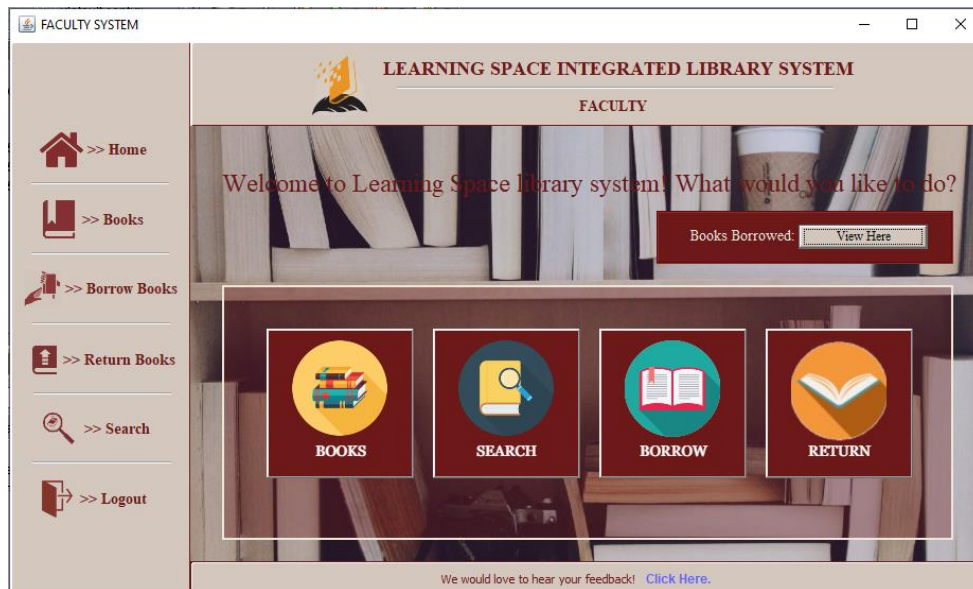 FACULTY SYSTEM
LEARNING SPACE INTEGRATED LIBRARY SYSTEM
FACULTY
>> Home
>> Books
>> Borrow Books
>> Return Books
>> Search
>> Logout
Welcome to Learning Space library system! What would you like to do?
Books Borrowed: View Here
BOOKS SEARCH BORROW RETURN
We would love to hear your feedback! Click Here.